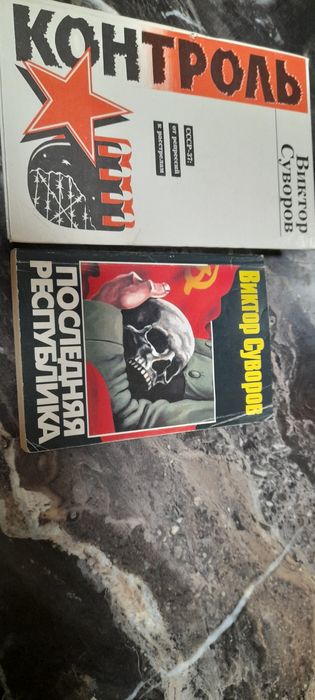 КОНТРОЛЬ
Виктор
Суворов
СССР-37:
от репрессий
к расстрелам
Виктор Суворов
ПОСЛЕДНЯЯ
РЕСПУБЛИКА